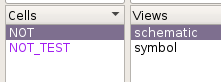 Cells Views
NOT schematic
NOT_TEST symbol